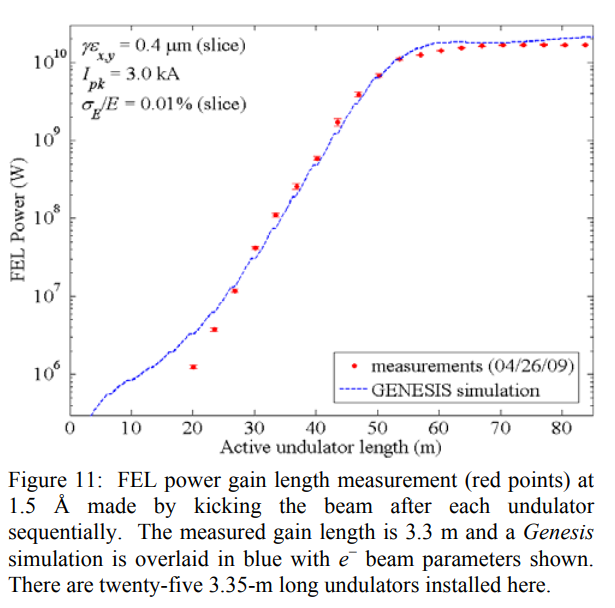 γε x,y = 0.4 μm (slice)
I pk = 3.0 kA
σ E /E = 0.01% (slice)
FEL Power (W)
10^10
10^9
10^8
10^7
10^6
0 10 20 30 40 50 60 70 80
Active undulator length (m)
measurements (04/26/09)
GENESIS simulation
Figure 11: FEL power gain length measurement (red points) at
1.5 Å made by kicking the beam after each undulator
sequentially. The measured gain length is 3.3 m and a Genesis
simulation is overlaid in blue with e⁻ beam parameters shown.
There are twenty-five 3.35-m long undulators installed here.